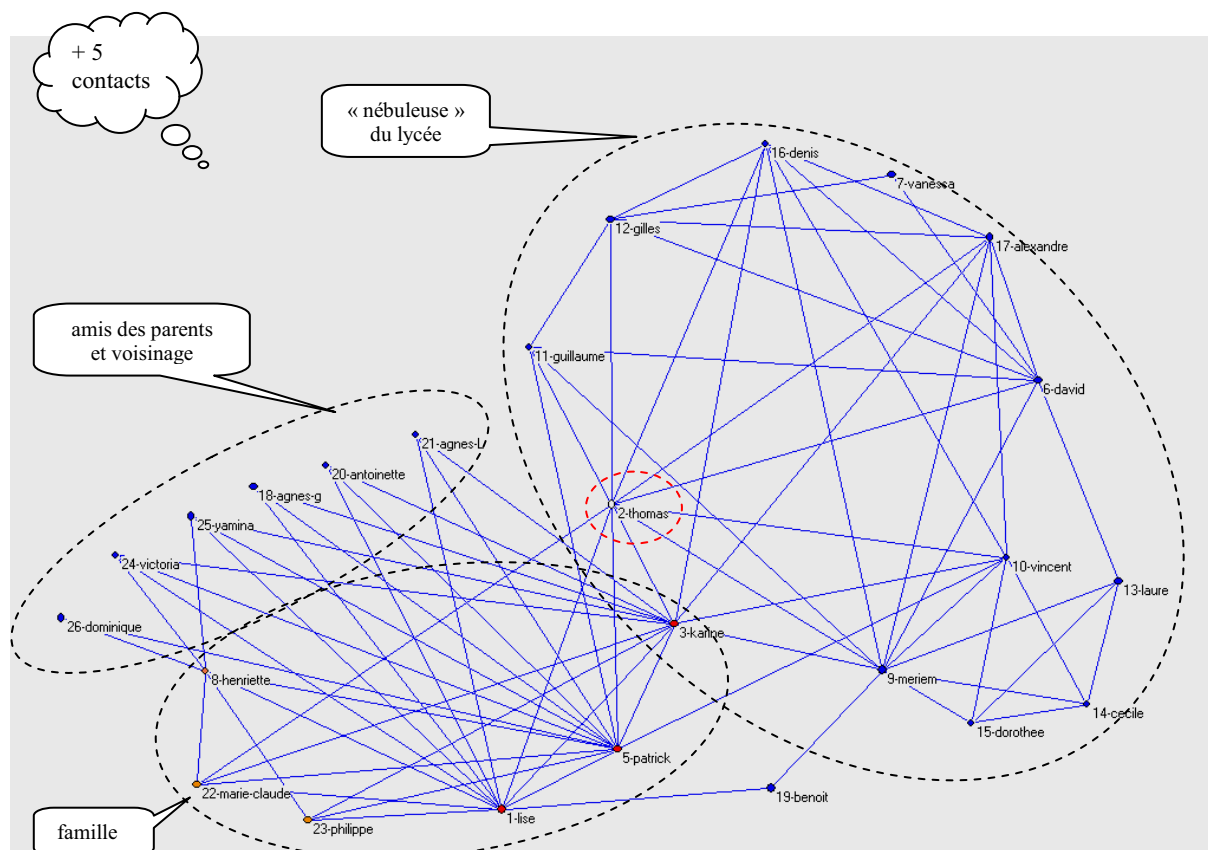 + 5
contacts
« nébuleuse »
du lycée
16-denis
7-vanessa
12-gilles
17-alexandre
amis des parents
et voisinage
11-guillaume
6-david
21-agnes-L
20-antoinette
18-agnes-g
2-thomas
25-yamina
24-victoria
10-vincent
13-laure
26-dominique
3-karine
8-henriette
9-meriem
14-cecile
15-dorothee
5-patrick
22-marie-claude
19-benoit
1-lise
23-philippe
famille